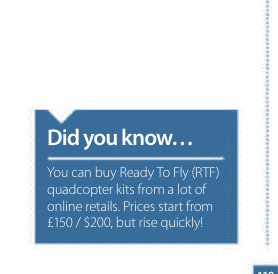 Did you know...
You can buy Ready To Fly (RTF)
quadcopter kits from a lot of
online retails. Prices start from
£150 / $200, but rise quickly!